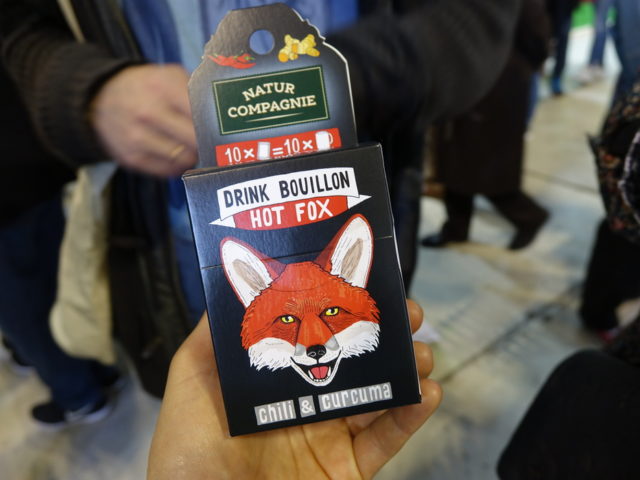 NATUR
COMPAGNIE
10 x = 10 x
DRINK BOUILLON
HOT FOX
chili & curcuma